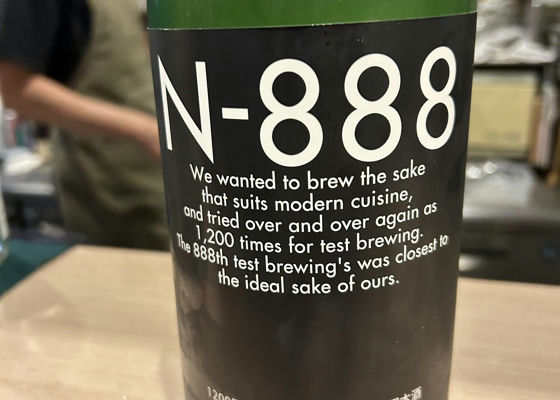 N-888
We wanted to brew the sake
that suits modern cuisine,
and tried over and over again as
1,200 times for test brewing.
The 888th test brewing's was closest to
the ideal sake of ours.